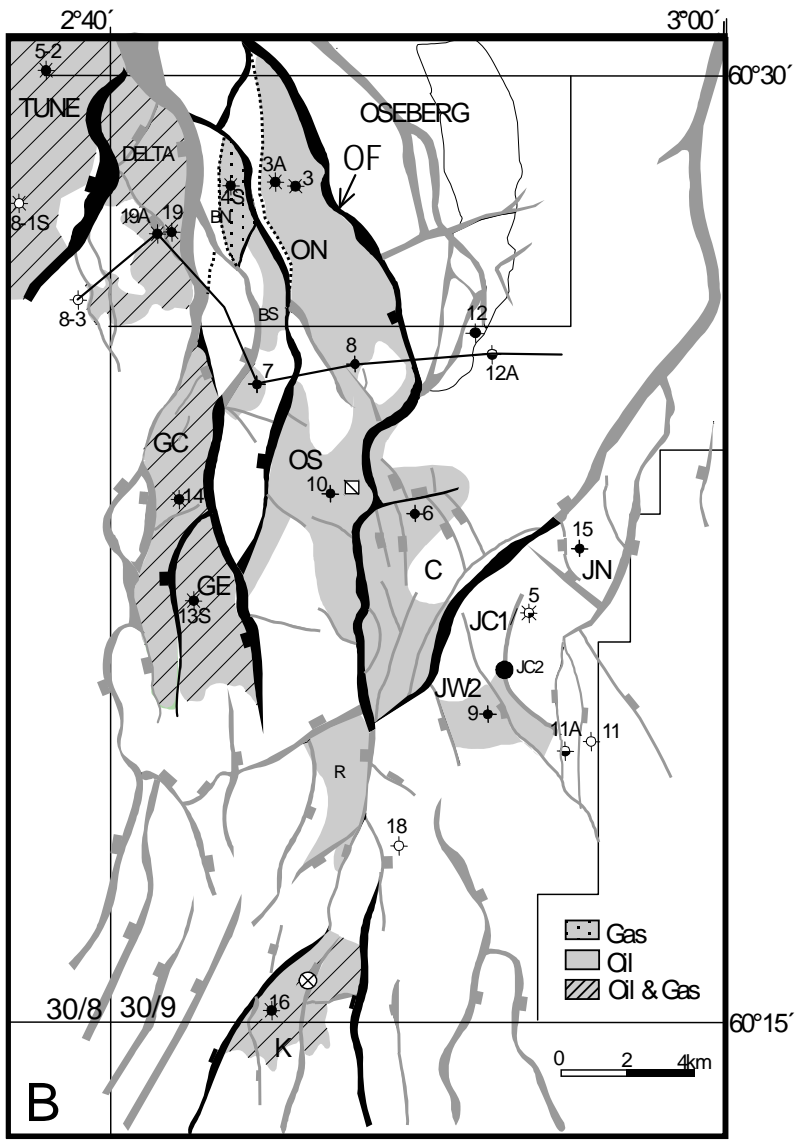 2°40´
3°00´
5-2
60°30´
TUNE
OSEBERG
DELTA
OF
3A
3
4S
8-1S
19A
19
BN
ON
8-3
BS
12
8
12A
7
GC
OS
10
14
6
15
C
JN
GE
5
13S
JC1
JC2
JW2
9
11A
11
R
18
Gas
Oil
Oil & Gas
30/8
30/9
16
60°15´
K
0
2
4km
B